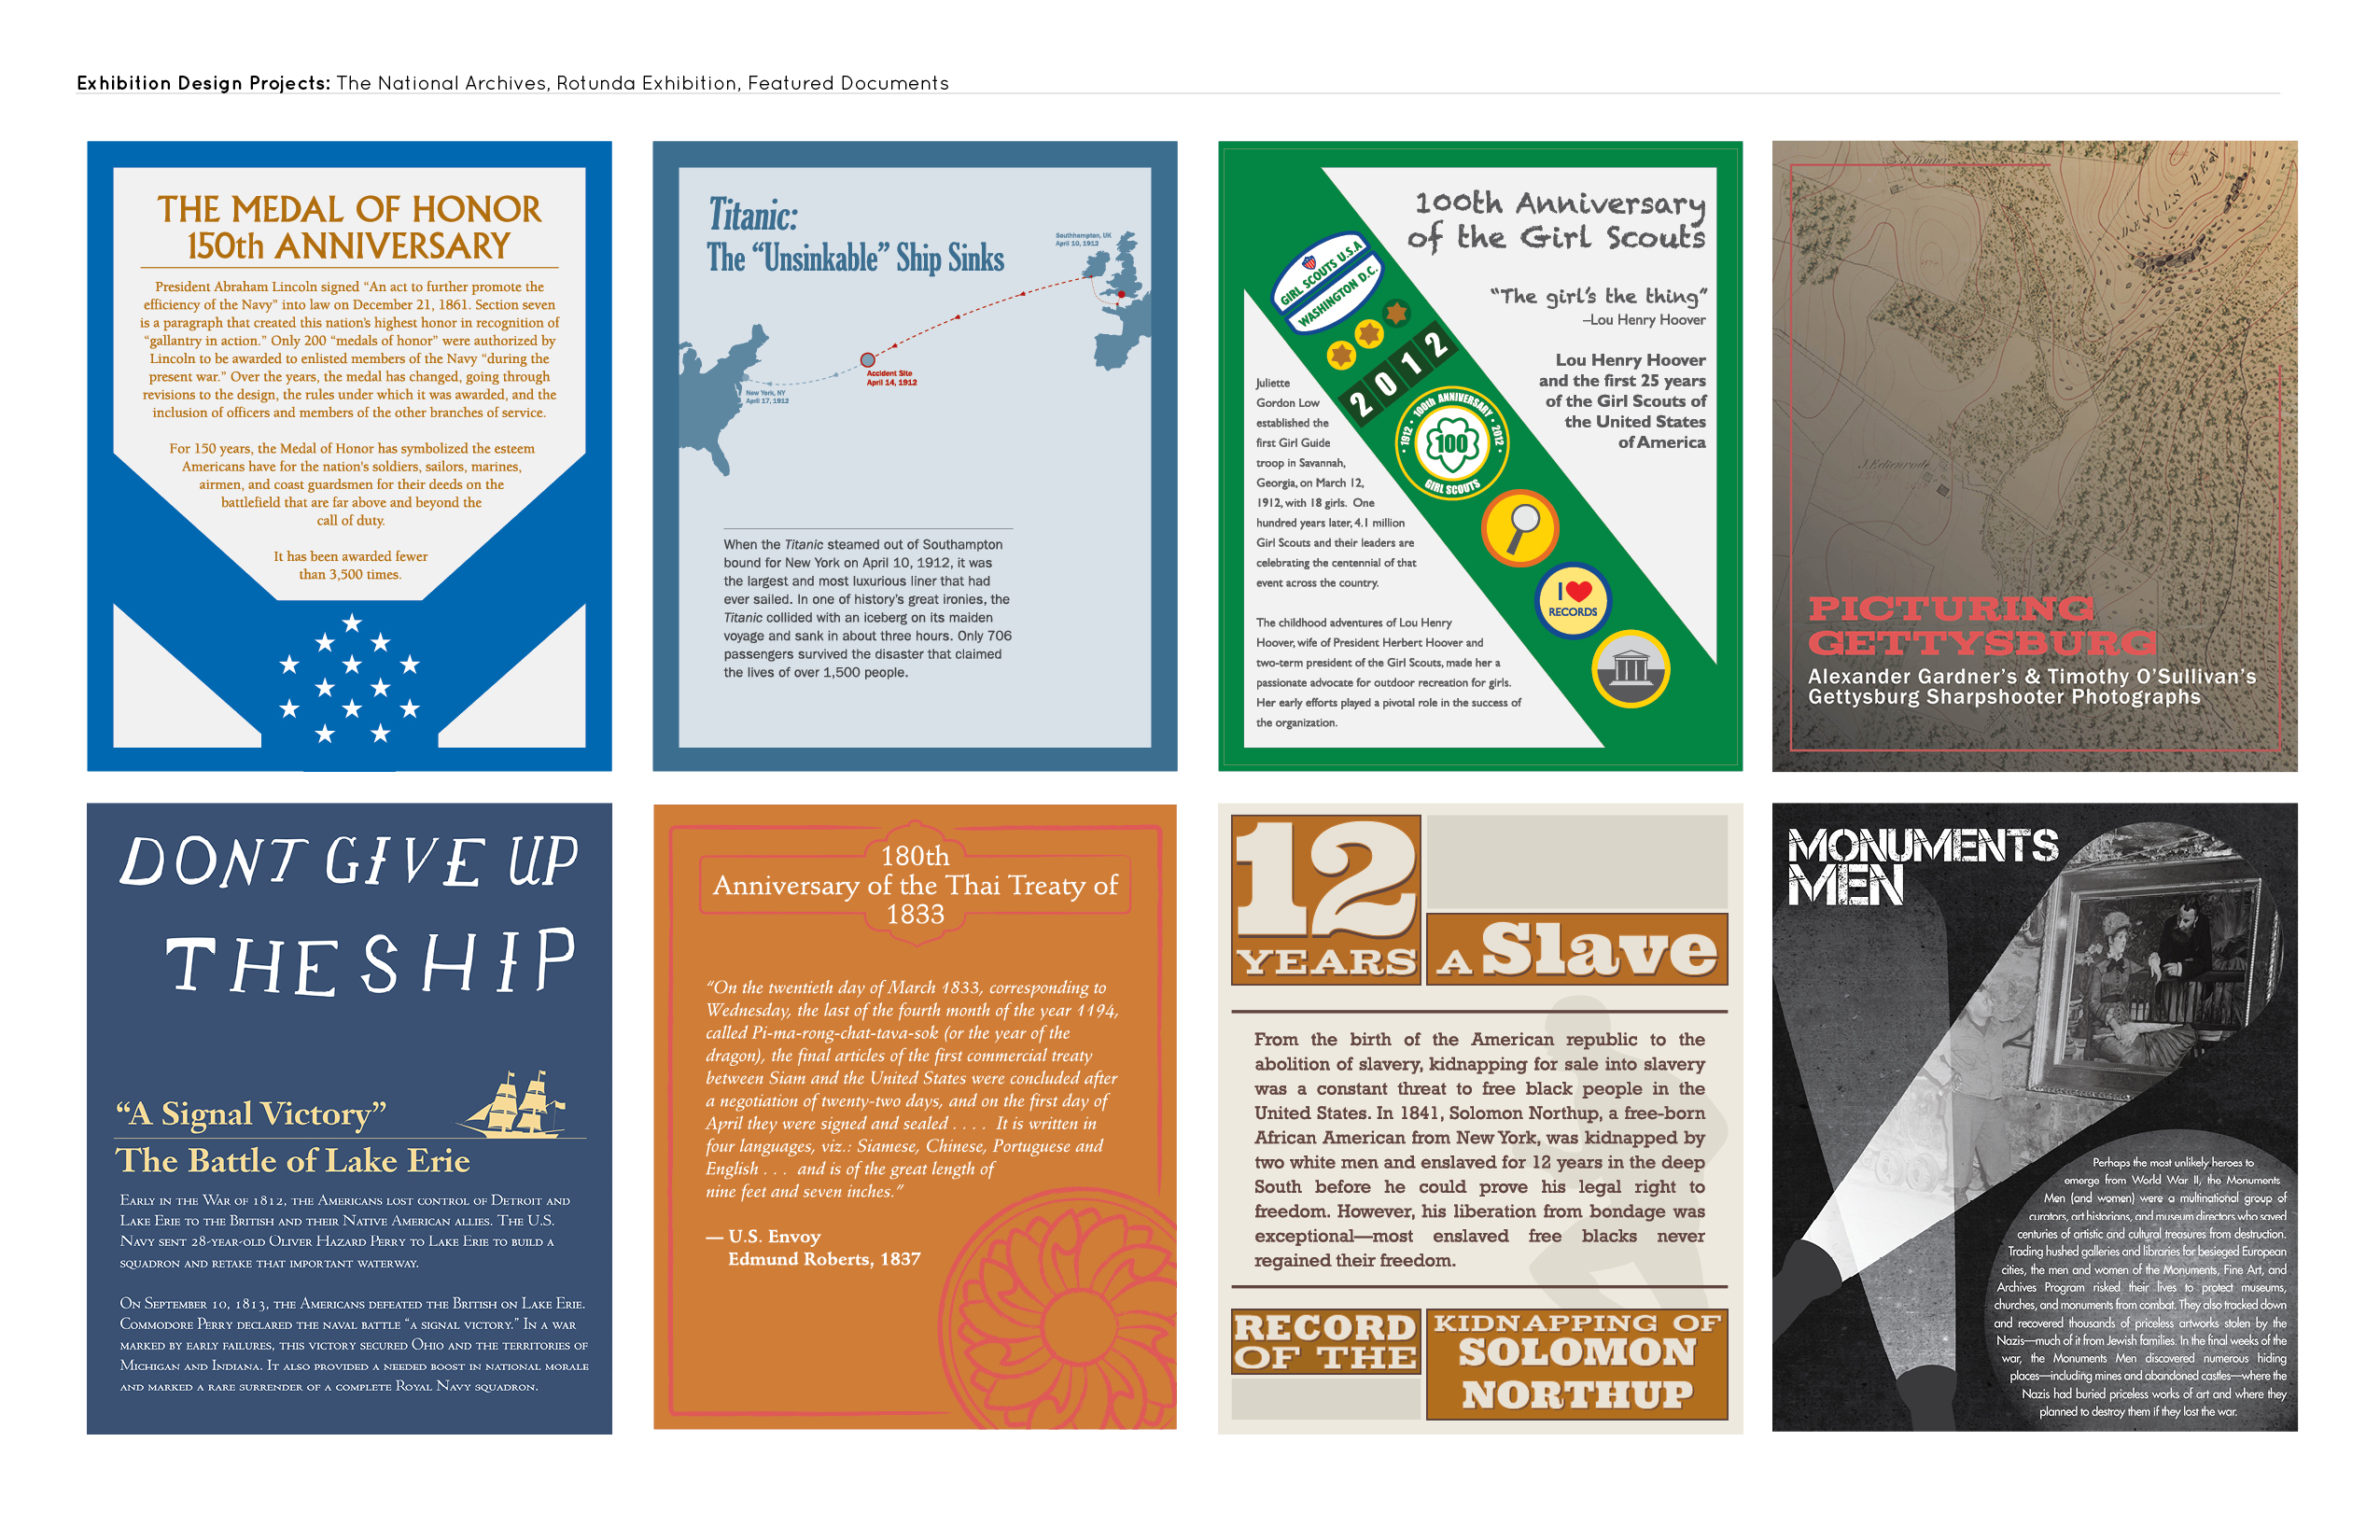 Exhibition Design Projects: The National Archives, Rotunda Exhibition, Featured Documents
THE MEDAL OF HONOR
150th ANNIVERSARY
President Abraham Lincoln signed “An act to further promote the
efficiency of the Navy” into law on December 21, 1861. Section seven
is a paragraph that created this nation’s highest honor in recognition of
“gallantry in action.” Only 200 “medals of honor” were authorized by
Lincoln to be awarded to enlisted members of the Navy “during the
present war.” Over the years, the medal has changed, going through
revisions to the design, the rules under which it was awarded, and the
inclusion of officers and members of the other branches of service.
For 150 years, the Medal of Honor has symbolized the esteem
Americans have for the nation's soldiers, sailors, marines,
airmen, and coast guardsmen for their deeds on the
battlefield that are far above and beyond the
call of duty.
It has been awarded fewer
than 3,500 times.
Titanic:
The “Unsinkable” Ship Sinks
Southhampton, UK
April 10, 1912
Accident Site
April 14, 1912
New York, NY
April 17, 1912
When the Titanic steamed out of Southampton
bound for New York on April 10, 1912, it was
the largest and most luxurious liner that had
ever sailed. In one of history’s great ironies, the
Titanic collided with an iceberg on its maiden
voyage and sank in about three hours. Only 706
passengers survived the disaster that claimed
the lives of over 1,500 people.
100th Anniversary
of the Girl Scouts
“The girl’s the thing”
–Lou Henry Hoover
Lou Henry Hoover
and the first 25 years
of the Girl Scouts of
the United States
of America
GIRL SCOUTS U.S.A
WASHINGTON D.C.
2012
1912 • 100th ANNIVERSARY • 2012
100
GIRL SCOUTS
I
RECORDS
Juliette
Gordon Low
established the
first Girl Guide
troop in Savannah,
Georgia, on March 12,
1912, with 18 girls. One
hundred years later, 4.1 million
Girl Scouts and their leaders are
celebrating the centennial of that
event across the country.
The childhood adventures of Lou Henry
Hoover, wife of President Herbert Hoover and
two-term president of the Girl Scouts, made her a
passionate advocate for outdoor recreation for girls.
Her early efforts played a pivotal role in the success of
the organization.
DEVILS DEN
PICTURING
GETTYSBURG
Alexander Gardner’s & Timothy O’Sullivan’s
Gettysburg Sharpshooter Photographs
DONT GIVE UP
THE SHIP
“A Signal Victory”
The Battle of Lake Erie
Early in the War of 1812, the Americans lost control of Detroit and
Lake Erie to the British and their Native American allies. The U.S.
Navy sent 28-year-old Oliver Hazard Perry to Lake Erie to build a
squadron and retake that important waterway.
On September 10, 1813, the Americans defeated the British on Lake Erie.
Commodore Perry declared the naval battle “a signal victory.” In a war
marked by early failures, this victory secured Ohio and the territories of
Michigan and Indiana. It also provided a needed boost in national morale
and marked a rare surrender of a complete Royal Navy squadron.
180th
Anniversary of the Thai Treaty of
1833
“On the twentieth day of March 1833, corresponding to
Wednesday, the last of the fourth month of the year 1194,
called Pi-ma-rong-chat-tava-sok (or the year of the
dragon), the final articles of the first commercial treaty
between Siam and the United States were concluded after
a negotiation of twenty-two days, and on the first day of
April they were signed and sealed . . . . It is written in
four languages, viz.: Siamese, Chinese, Portuguese and
English . . . and is of the great length of
nine feet and seven inches.”
— U.S. Envoy
Edmund Roberts, 1837
12
YEARS
A Slave
From the birth of the American republic to the
abolition of slavery, kidnapping for sale into slavery
was a constant threat to free black people in the
United States. In 1841, Solomon Northup, a free-born
African American from New York, was kidnapped by
two white men and enslaved for 12 years in the deep
South before he could prove his legal right to
freedom. However, his liberation from bondage was
exceptional—most enslaved free blacks never
regained their freedom.
RECORD
OF THE
KIDNAPPING OF
SOLOMON
NORTHUP
MONUMENTS
MEN
Perhaps the most unlikely heroes to
emerge from World War II, the Monuments
Men (and women) were a multinational group of
curators, art historians, and museum directors who saved
centuries of artistic and cultural treasures from destruction.
Trading hushed galleries and libraries for besieged European
cities, the men and women of the Monuments, Fine Art, and
Archives Program risked their lives to protect museums,
churches, and monuments from combat. They also tracked down
and recovered thousands of priceless artworks stolen by the
Nazis—much of it from Jewish families. In the final weeks of the
war, the Monuments Men discovered numerous hiding
places—including mines and abandoned castles—where the
Nazis had buried priceless works of art and where they
planned to destroy them if they lost the war.